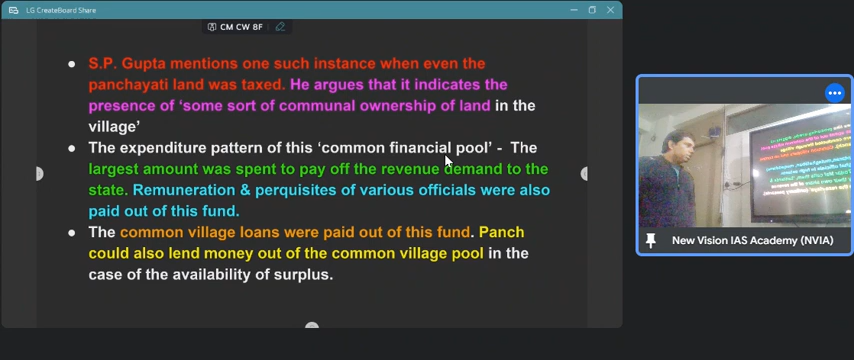 LG CreateBoard Share
CM CW BF
● S.P. Gupta mentions one such instance when even the
panchayati land was taxed. He argues that it indicates the
presence of ‘some sort of communal ownership of land in the
village’
● The expenditure pattern of this ‘common financial pool’ - The
largest amount was spent to pay off the revenue demand to the
state. Remuneration & perquisites of various officials were also
paid out of this fund.
● The common village loans were paid out of this fund. Panch
could also lend money out of the common village pool in the
case of the availability of surplus.
New Vision IAS Academy (NVIA)